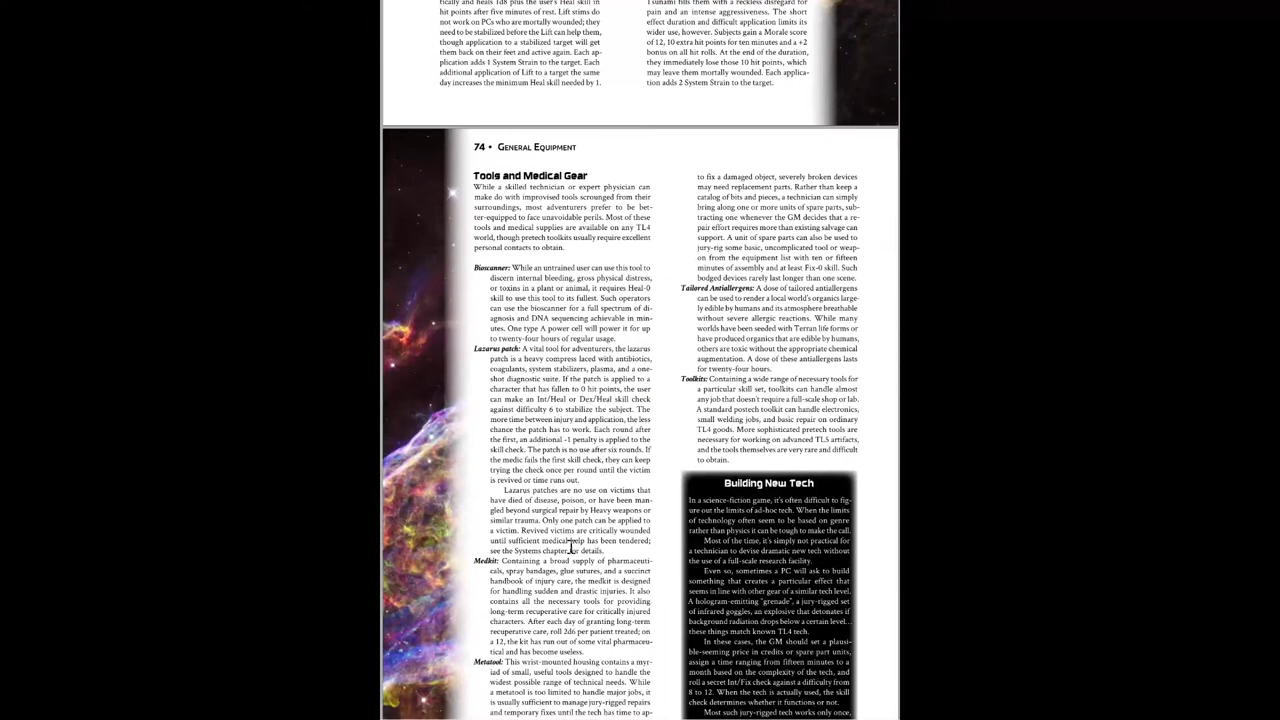 tically and heals 1d8 plus the user's Heal skill in
hit points after five minutes of rest. Lift stims do
not work on PCs who are mortally wounded; they
need to be stabilized before the Lift can help them,
though application to a stabilized target will get
them back on their feet and active again. Each ap-
plication adds 1 System Strain to the target. Each
additional application of Lift to a target the same
day increases the minimum Heal skill needed by 1.
Tsunami fills them with a reckless disregard for
pain and an intense aggressiveness. The short
effect duration and difficult application limits its
wider use, however. Subjects gain a Morale score
of 12, 10 extra hit points for ten minutes and a +2
bonus on all hit rolls. At the end of the duration,
they immediately lose those 10 hit points, which
may leave them mortally wounded. Each applica-
tion adds 2 System Strain to the target.
74 • General Equipment
Tools and Medical Gear
While a skilled technician or expert physician can
make do with improvised tools scrounged from their
surroundings, most adventurers prefer to be bet-
ter-equipped to face unavoidable perils. Most of these
tools and medical supplies are available on any TL4
world, though pretech toolkits usually require excellent
personal contacts to obtain.
Bioscanner: While an untrained user can use this tool to
discern internal bleeding, gross physical distress,
or toxins in a plant or animal, it requires Heal-0
skill to use this tool to its fullest. Such operators
can use the bioscanner for a full spectrum of di-
agnosis and DNA sequencing achievable in min-
utes. One type A power cell will power it for up
to twenty-four hours of regular usage.
Lazarus patch: A vital tool for adventurers, the lazarus
patch is a heavy compress laced with antibiotics,
coagulants, system stabilizers, plasma, and a one-
shot diagnostic suite. If the patch is applied to a
character that has fallen to 0 hit points, the user
can make an Int/Heal or Dex/Heal skill check
against difficulty 6 to stabilize the subject. The
more time between injury and application, the less
chance the patch has to work. Each round after
the first, an additional -1 penalty is applied to the
skill check. The patch is no use after six rounds. If
the medic fails the first skill check, they can keep
trying the check once per round until the victim
is revived or time runs out.
Lazarus patches are no use on victims that
have died of disease, poison, or have been man-
gled beyond surgical repair by Heavy weapons or
similar trauma. Only one patch can be applied to
a victim. Revived victims are critically wounded
until sufficient medical help has been tendered;
see the Systems chapter for details.
Medkit: Containing a broad supply of pharmaceuti-
cals, spray bandages, glue sutures, and a succinct
handbook of injury care, the medkit is designed
for handling sudden and drastic injuries. It also
contains all the necessary tools for providing
long-term recuperative care for critically injured
characters. After each day of granting long-term
recuperative care, roll 2d6 per patient treated; on
a 12, the kit has run out of some vital pharmaceu-
tical and has become useless.
Metatool: This wrist-mounted housing contains a myr-
iad of small, useful tools designed to handle the
widest possible range of technical needs. While
a metatool is too limited to handle major jobs, it
is usually sufficient to manage jury-rigged repairs
and temporary fixes until the tech has time to ap-
to fix a damaged object, severely broken devices
may need replacement parts. Rather than keep a
catalog of bits and pieces, a technician can simply
bring along one or more units of spare parts, sub-
tracting one whenever the GM decides that a re-
pair effort requires more than existing salvage can
support. A unit of spare parts can also be used to
jury-rig some basic, uncomplicated tool or weap-
on from the equipment list with ten or fifteen
minutes of assembly and at least Fix-0 skill. Such
bodged devices rarely last longer than one scene.
Tailored Antiallergens: A dose of tailored antiallergens
can be used to render a local world's organics large-
ly edible by humans and its atmosphere breathable
without severe allergic reactions. While many
worlds have been seeded with Terran life forms or
have produced organics that are edible by humans,
others are toxic without the appropriate chemical
augmentation. A dose of these antiallergens lasts
for twenty-four hours.
Toolkits: Containing a wide range of necessary tools for
a particular skill set, toolkits can handle almost
any job that doesn't require a full-scale shop or lab.
A standard postech toolkit can handle electronics,
small welding jobs, and basic repair on ordinary
TL4 goods. More sophisticated pretech tools are
necessary for working on advanced TL5 artifacts,
and the tools themselves are very rare and difficult
to obtain.
Building New Tech
In a science-fiction game, it's often difficult to fig-
ure out the limits of ad-hoc tech. When the limits
of technology often seem to be based on genre
rather than physics it can be tough to make the call.
Most of the time, it's simply not practical for
a technician to devise dramatic new tech without
the use of a full-scale research facility.
Even so, sometimes a PC will ask to build
something that creates a particular effect that
seems in line with other gear of a similar tech level.
A hologram-emitting "grenade", a jury-rigged set
of infrared goggles, an explosive that detonates if
background radiation drops below a certain level...
these things match known TL4 tech.
In these cases, the GM should set a plausi-
ble-seeming price in credits or spare part units,
assign a time ranging from fifteen minutes to a
month based on the complexity of the tech, and
roll a secret Int/Fix check against a difficulty from
8 to 12. When the tech is actually used, the skill
check determines whether it functions or not.
Most such jury-rigged tech works only once,